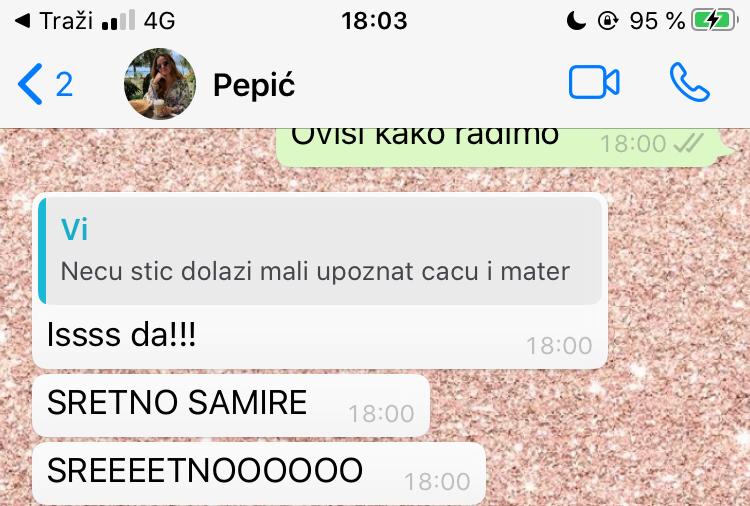 Traži 4G 18:03 95 %
2 Pepić
Ovisi kako radimo 18:00
Vi
Necu stic dolazi mali upoznat cacu i mater
Issss da!!! 18:00
SRETNO SAMIRE 18:00
SREEEETNOOOOOO 18:00